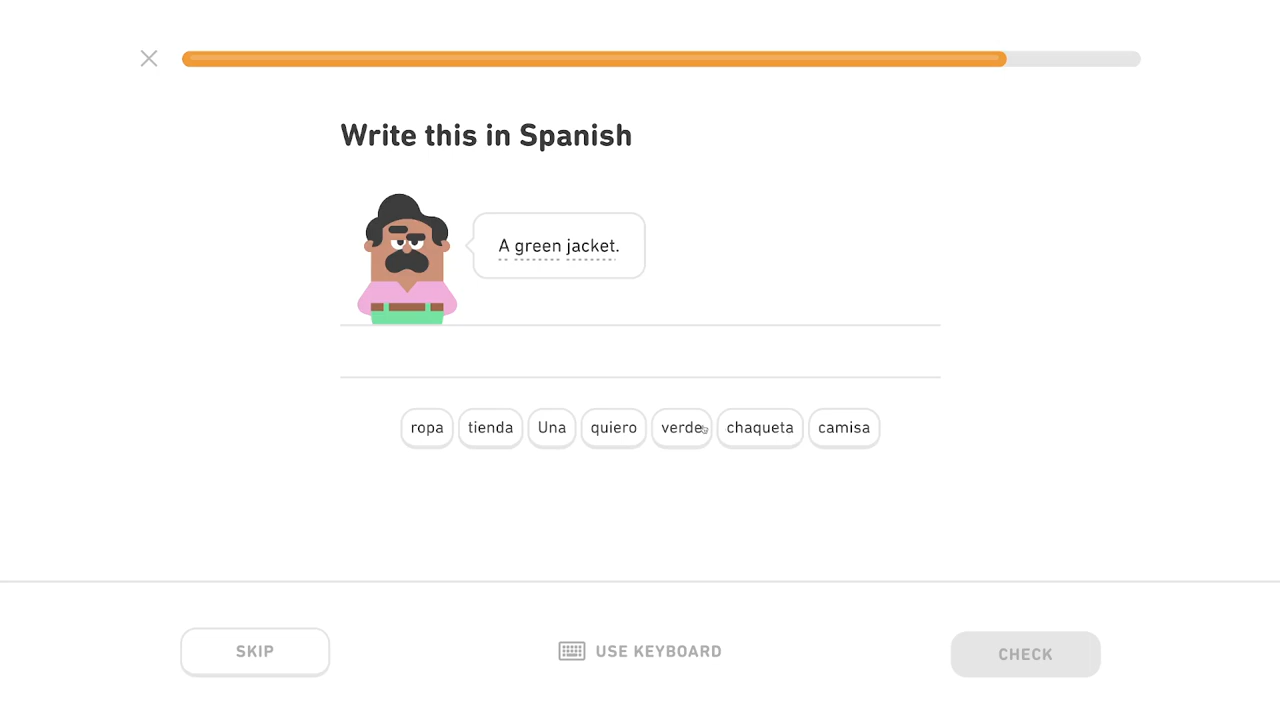 Write this in Spanish
A green jacket.
ropa tienda Una quiero verde chaqueta camisa
SKIP USE KEYBOARD CHECK